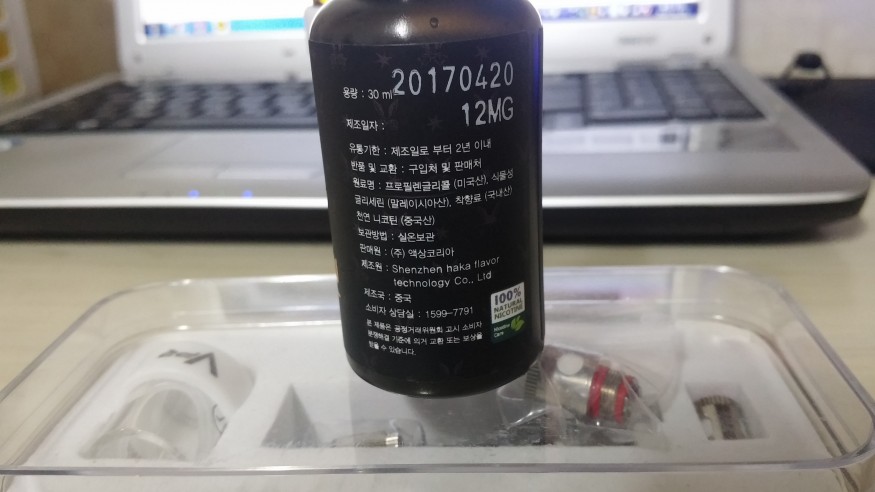 20170420
용량 : 30 ml
12MG
제조일자 :
유통기한 : 제조일로 부터 2년 이내
반품 및 교환 : 구입처 및 판매처
원료명 : 프로필렌글리콜 (미국산), 식물성
글리세린 (말레이시아산), 착향료 (국내산)
천연 니코틴 (중국산)
보관방법 : 실온보관
판매원 : (주) 액상코리아
제조원 : Shenzhen haka flavor
technology Co., Ltd
제조국 : 중국
소비자 상담실 : 1599-7791
본 제품은 공정거래위원회 고시 소비자
분쟁해결 기준에 의거 교환 또는 보상을
받을 수 있습니다.
100%
NATURAL
NICOTINE